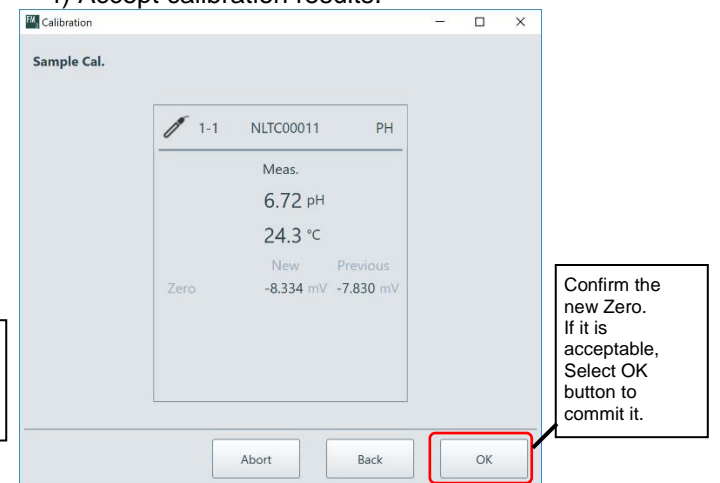 4) Accept calibration results.
FM Calibration
Sample Cal.
1-1 NLTC00011 PH
Meas.
6.72 pH
24.3 °C
New Previous
Zero -8.334 mV -7.830 mV
Abort Back OK
Confirm the
new Zero.
If it is
acceptable,
Select OK
button to
commit it.